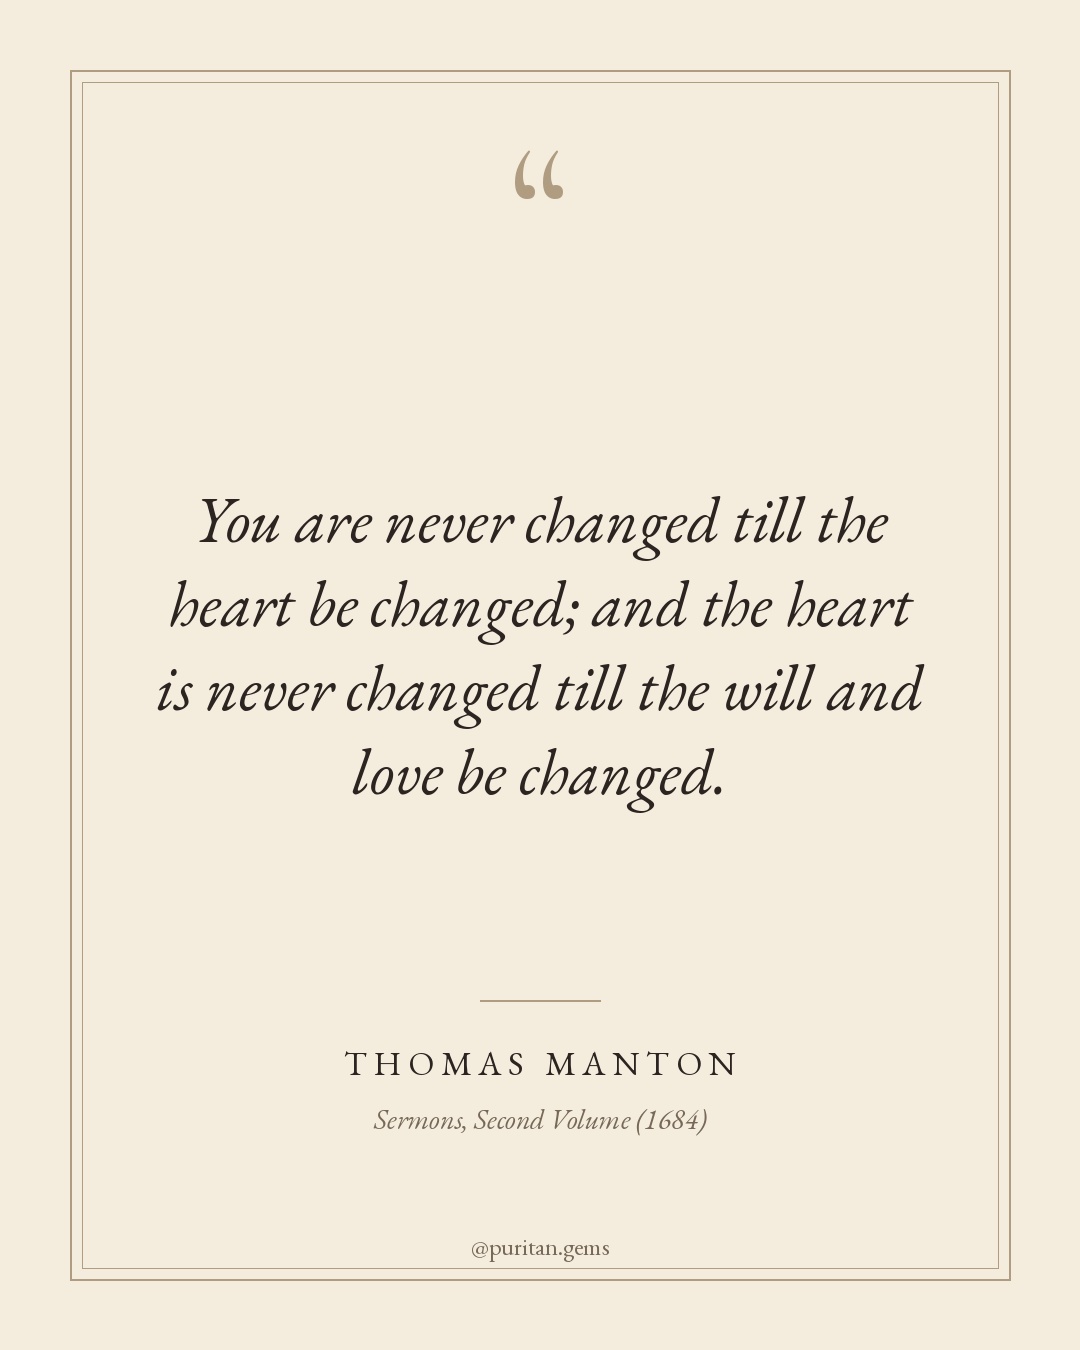 “
You are never changed till the
heart be changed; and the heart
is never changed till the will and
love be changed.
THOMAS MANTON
Sermons, Second Volume (1684)
@puritan.gems